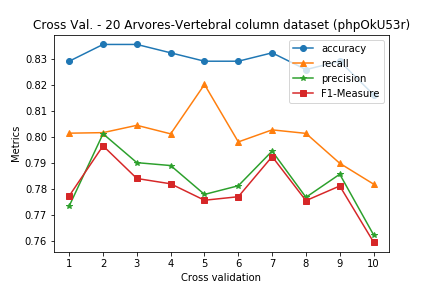 Cross Val. - 20 Arvores-Vertebral column dataset (phpOkU53r)
accuracy
recall
precision
F1-Measure
Metrics
0.83
0.82
0.81
0.80
0.79
0.78
0.77
0.76
1 2 3 4 5 6 7 8 9 10
Cross validation